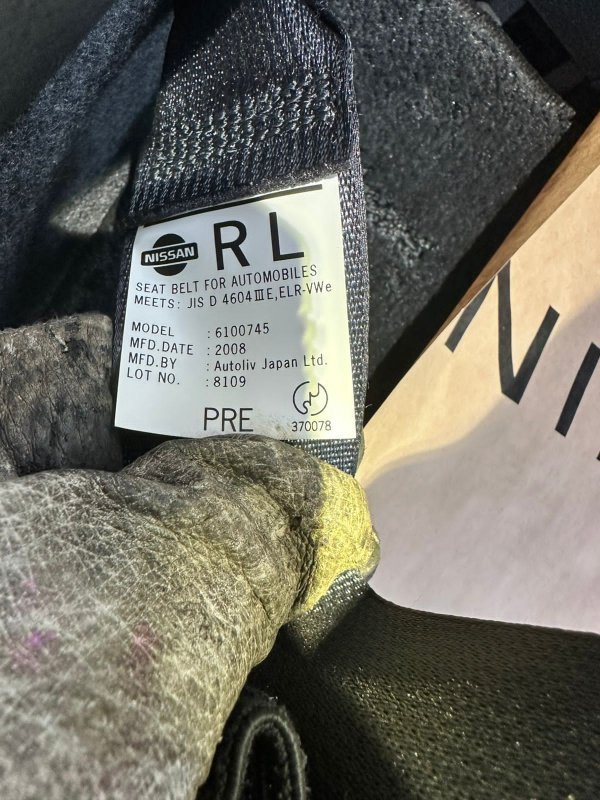 NISSAN RL
SEAT BELT FOR AUTOMOBILES
MEETS: JIS D 4604ⅢE,ELR-VWe
MODEL : 6100745
MFD.DATE : 2008
MFD.BY : Autoliv Japan Ltd.
LOT NO. : 8109
PRE
370078